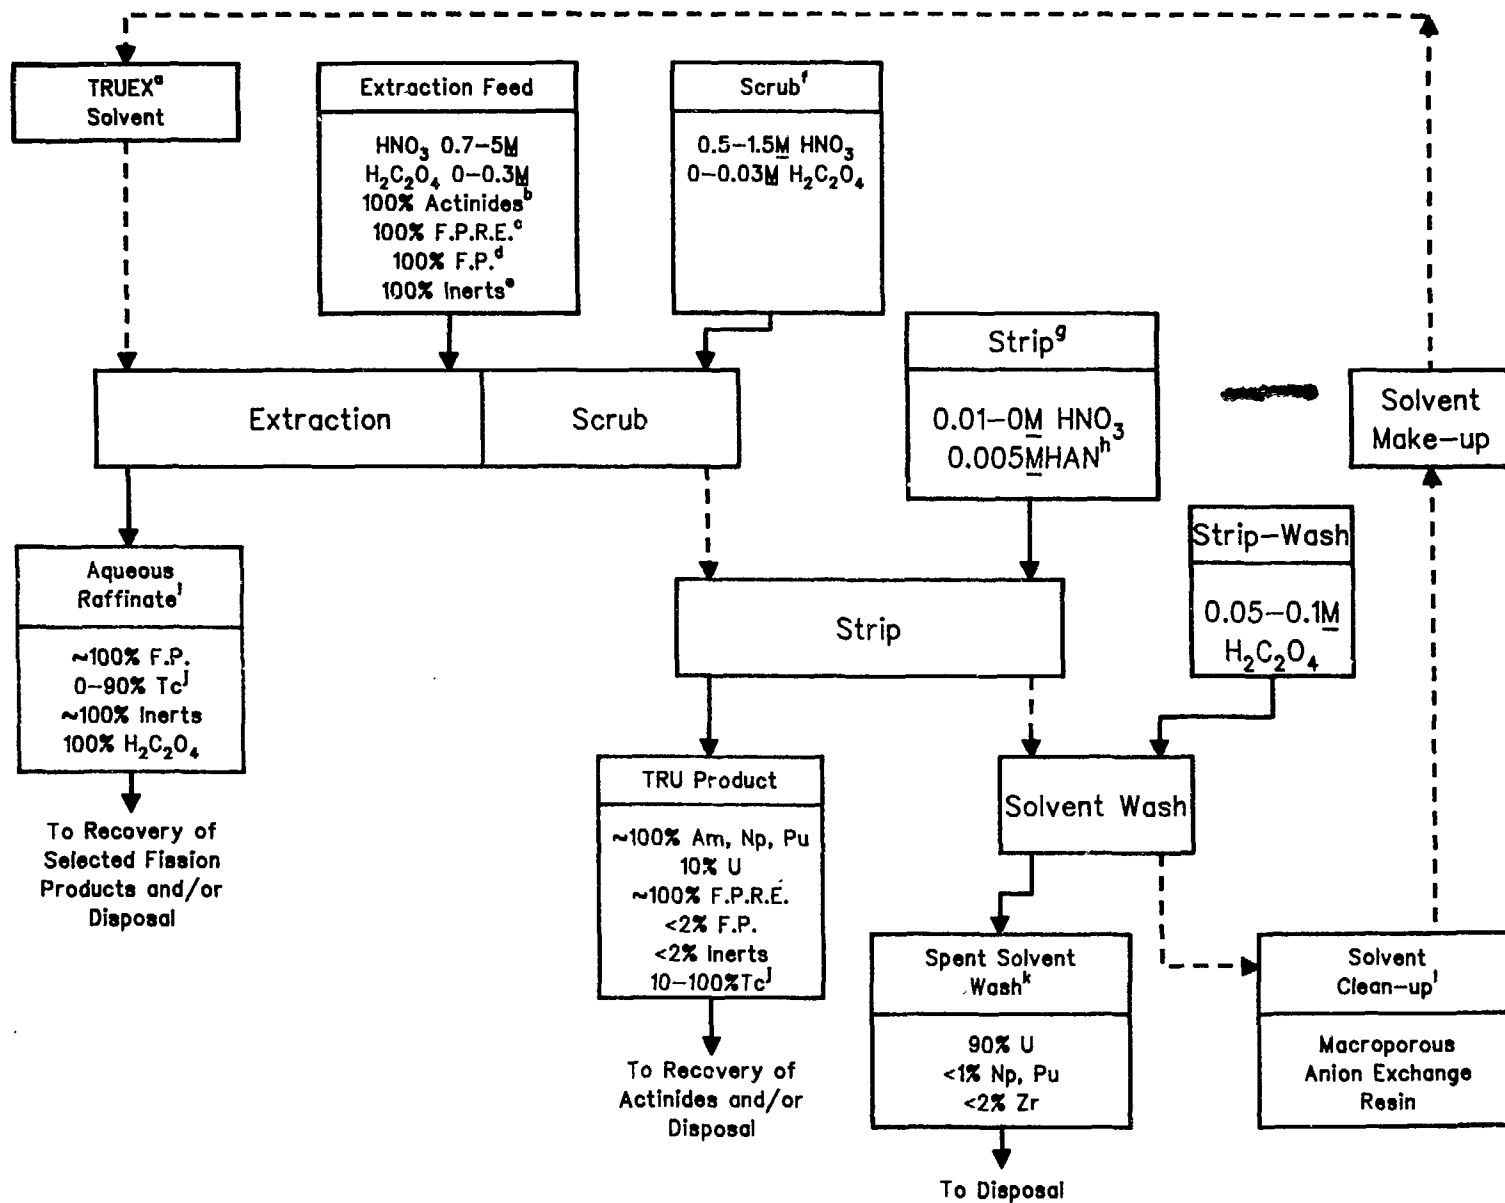 TRUEXᵃ
Solvent
Extraction Feed
HNO₃ 0.7–5M
H₂C₂O₄ 0–0.3M
100% Actinidesᵇ
100% F.P.R.E.ᶜ
100% F.P.ᵈ
100% Inertsᵉ
Scrubᶠ
0.5–1.5M HNO₃
0–0.03M H₂C₂O₄
Extraction
Scrub
Stripᵍ
0.01–0M HNO₃
0.005MHANʰ
Solvent
Make–up
Aqueous
Raffinateⁱ
~100% F.P.
0–90% Tcʲ
~100% Inerts
100% H₂C₂O₄
To Recovery of
Selected Fission
Products and/or
Disposal
Strip
Strip–Wash
0.05–0.1M
H₂C₂O₄
TRU Product
~100% Am, Np, Pu
10% U
~100% F.P.R.E.
<2% F.P.
<2% Inerts
10–100%Tcʲ
To Recovery of
Actinides and/or
Disposal
Solvent Wash
Spent Solvent
Washᵏ
90% U
<1% Np, Pu
<2% Zr
To Disposal
Solvent
Clean–upˡ
Macroporous
Anion Exchange
Resin